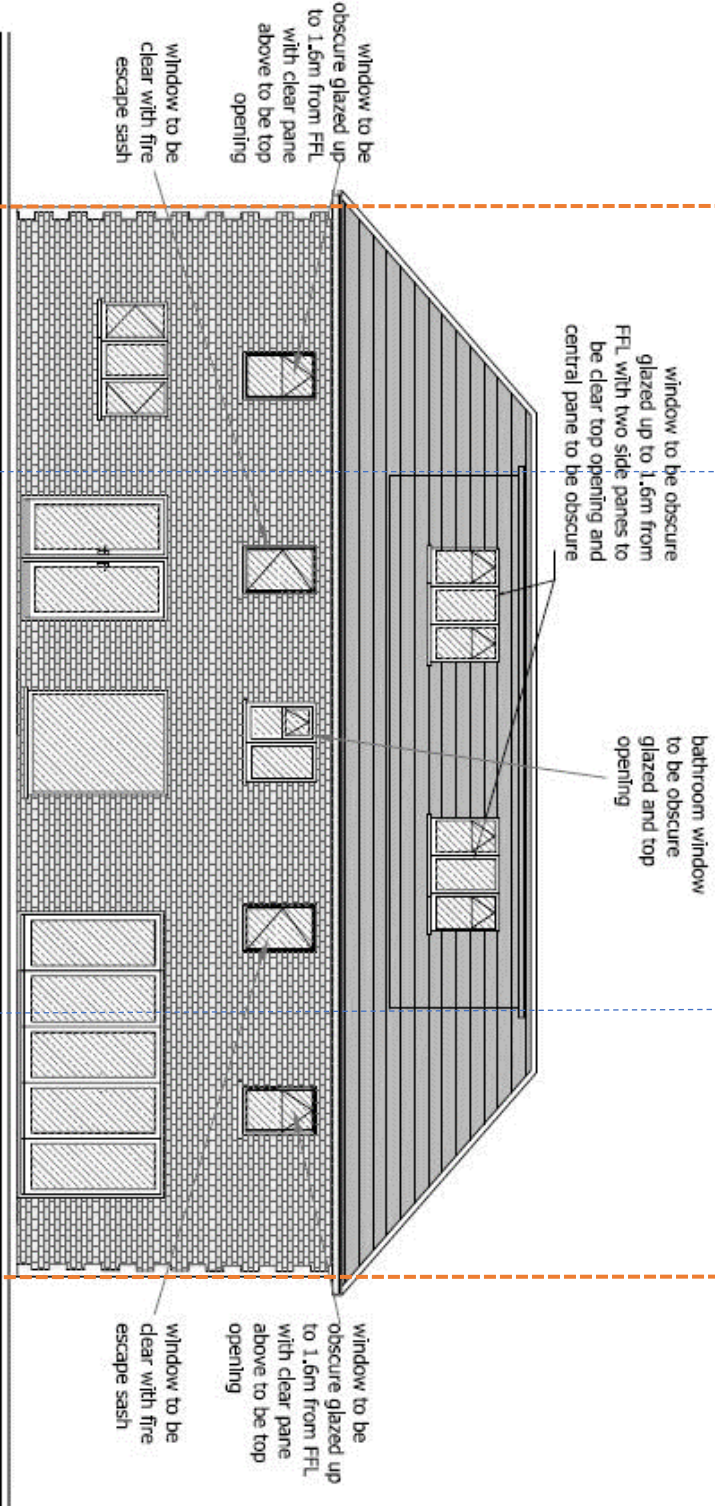 window to be
obscure glazed up
to 1.6m from FFL
with clear pane
above to be top
opening
window to be
clear with fire
escape sash
window to be obscure
glazed up to 1.6m from
FFL with two side panes to
be clear top opening and
central pane to be obscure
bathroom window
to be obscure
glazed and top
opening
window to be
obscure glazed up
to 1.6m from FFL
with clear pane
above to be top
opening
window to be
clear with fire
escape sash